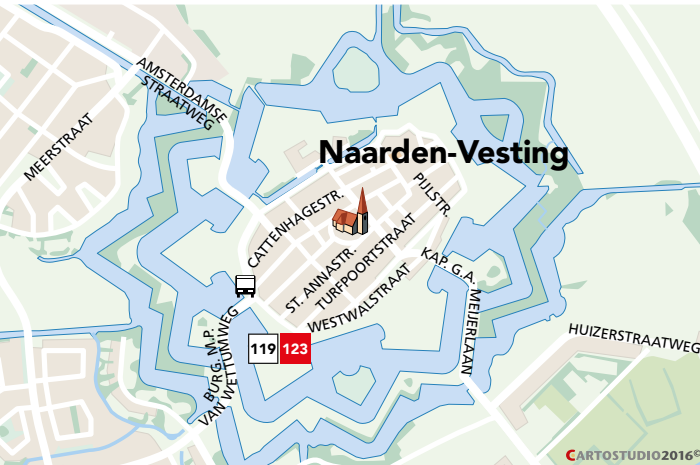 AMSTERDAMSE
STRAATWEG
MEERSTRAAT
Naarden-Vesting
PIJLSTR.
CATTENHAGESTR.
ST. ANNASTR.
TURFPOORTSTRAAT
WESTWALSTRAAT
KAP. G.A. MEIJERLAAN
BURG. M.P.
VAN WETTUMWEG
119 123
HUIZERSTRAATWEG
CARTOSTUDIO2016©